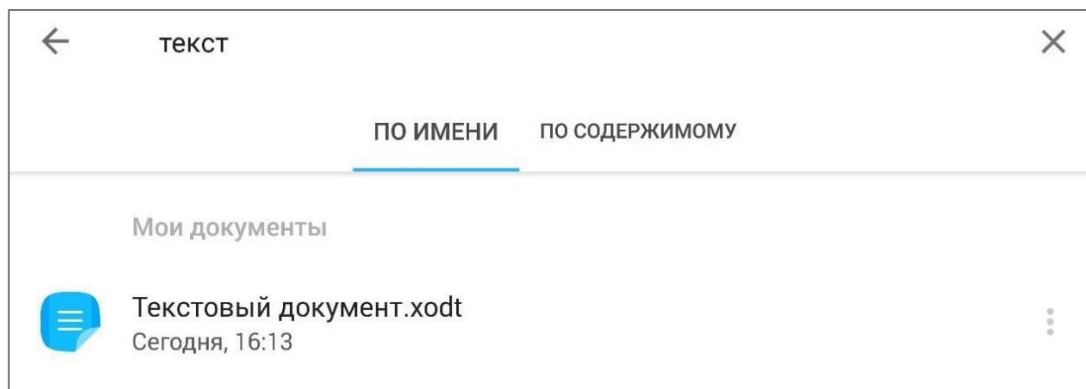 текст
ПО ИМЕНИ ПО СОДЕРЖИМОМУ
Мои документы
Текстовый документ.xodt
Сегодня, 16:13